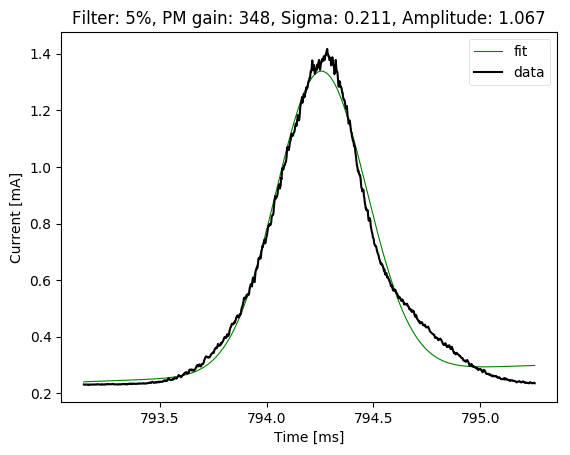 Filter: 5%, PM gain: 348, Sigma: 0.211, Amplitude: 1.067
fit
data
Current [mA]
1.4
1.2
1.0
0.8
0.6
0.4
0.2
793.5 794.0 794.5 795.0
Time [ms]